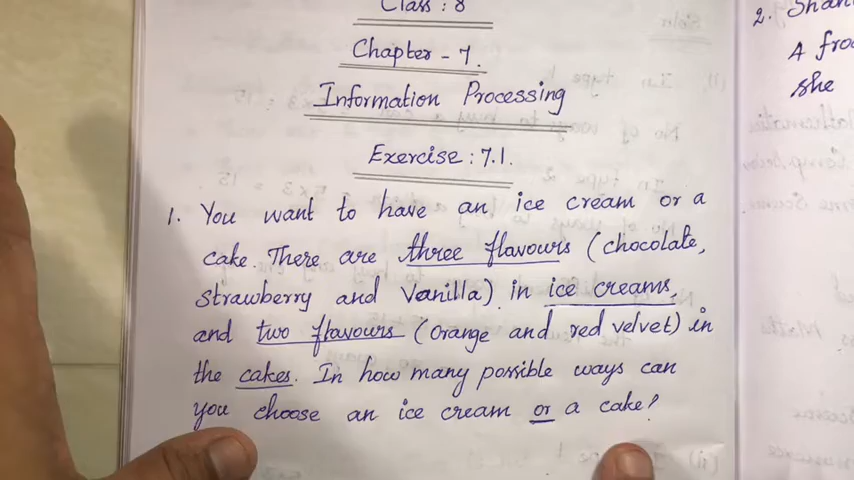 Class : 8
Chapter - 7.
Information Processing
Exercise : 7.1.
1. You want to have an ice cream or a
cake. There are three flavours (chocolate,
strawberry and Vanilla) in ice creams,
and two flavours (orange and red velvet) in
the cakes. In how many possible ways can
you choose an ice cream or a cake?
2.
A
she